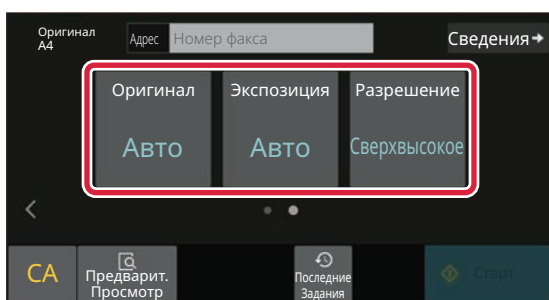 Оригинал
A4
Адрес
Номер факса
Сведения
Оригинал
Экспозиция
Разрешение
Авто
Авто
Сверхвысокое
CA
Предварит.
Просмотр
Последние
Задания
Старт